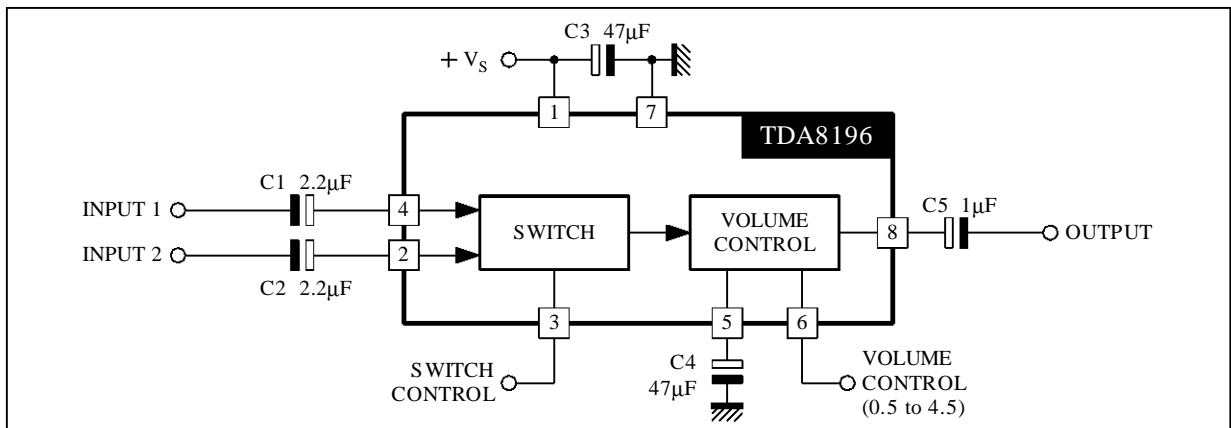 C3 47µF
+ VS
1
7
TDA8196
C1 2.2µF
INPUT 1
4
SWITCH
VOLUME
CONTROL
8
C5 1µF
OUTPUT
INPUT 2
2
C2 2.2µF
3
5
6
SWITCH
CONTROL
C4
47µF
VOLUME
CONTROL
(0.5 to 4.5)